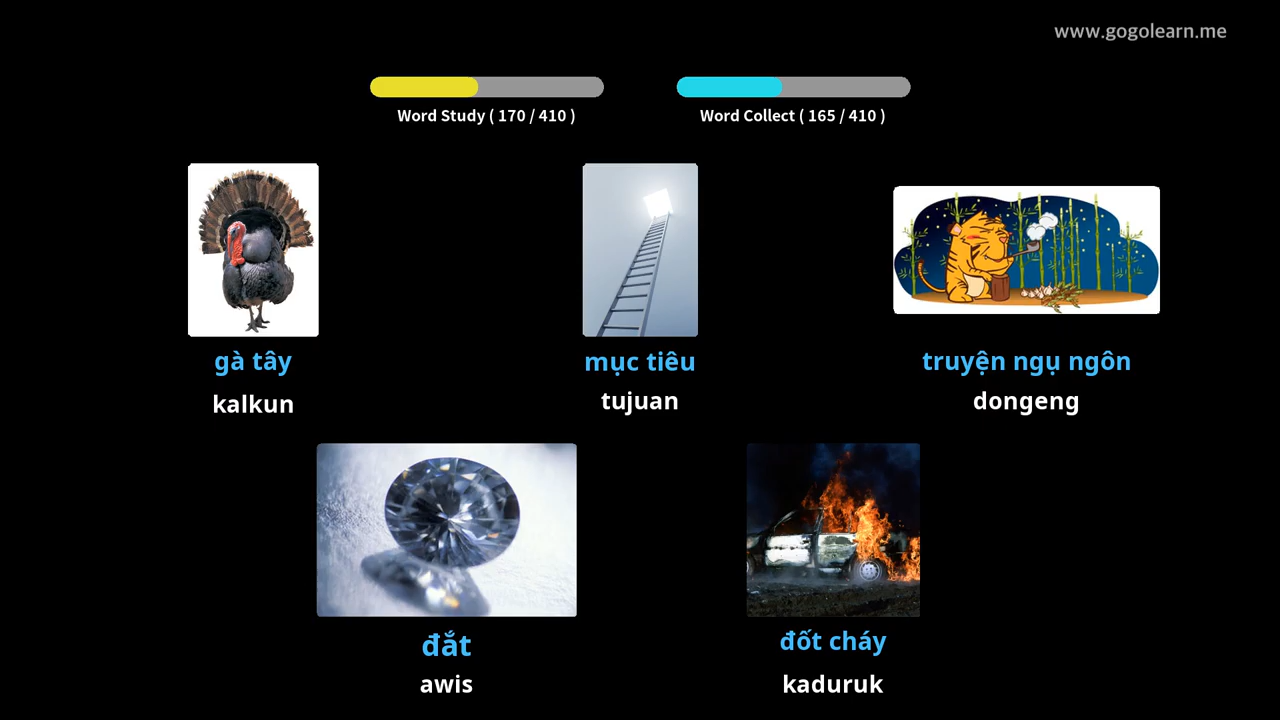 www.gogolearn.me
Word Study ( 170 / 410 )
Word Collect ( 165 / 410 )
gà tây
kalkun
mục tiêu
tujuan
truyện ngụ ngôn
dongeng
đắt
awis
đốt cháy
kaduruk